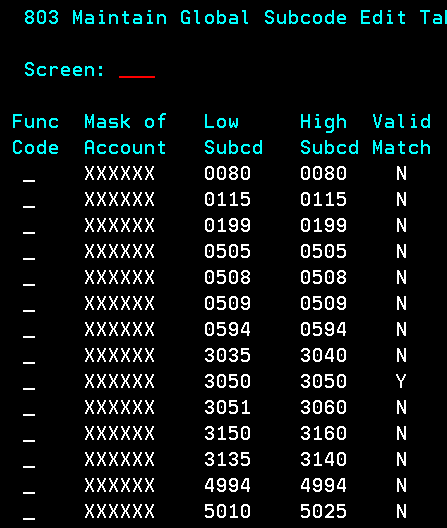 803 Maintain Global Subcode Edit Ta
Screen: ___
Func Mask of Low High Valid
Code Account Subcd Subcd Match
_ XXXXXX 0080 0080 N
_ XXXXXX 0115 0115 N
_ XXXXXX 0199 0199 N
_ XXXXXX 0505 0505 N
_ XXXXXX 0508 0508 N
_ XXXXXX 0509 0509 N
_ XXXXXX 0594 0594 N
_ XXXXXX 3035 3040 N
_ XXXXXX 3050 3050 Y
_ XXXXXX 3051 3060 N
_ XXXXXX 3150 3160 N
_ XXXXXX 3135 3140 N
_ XXXXXX 4994 4994 N
_ XXXXXX 5010 5025 N